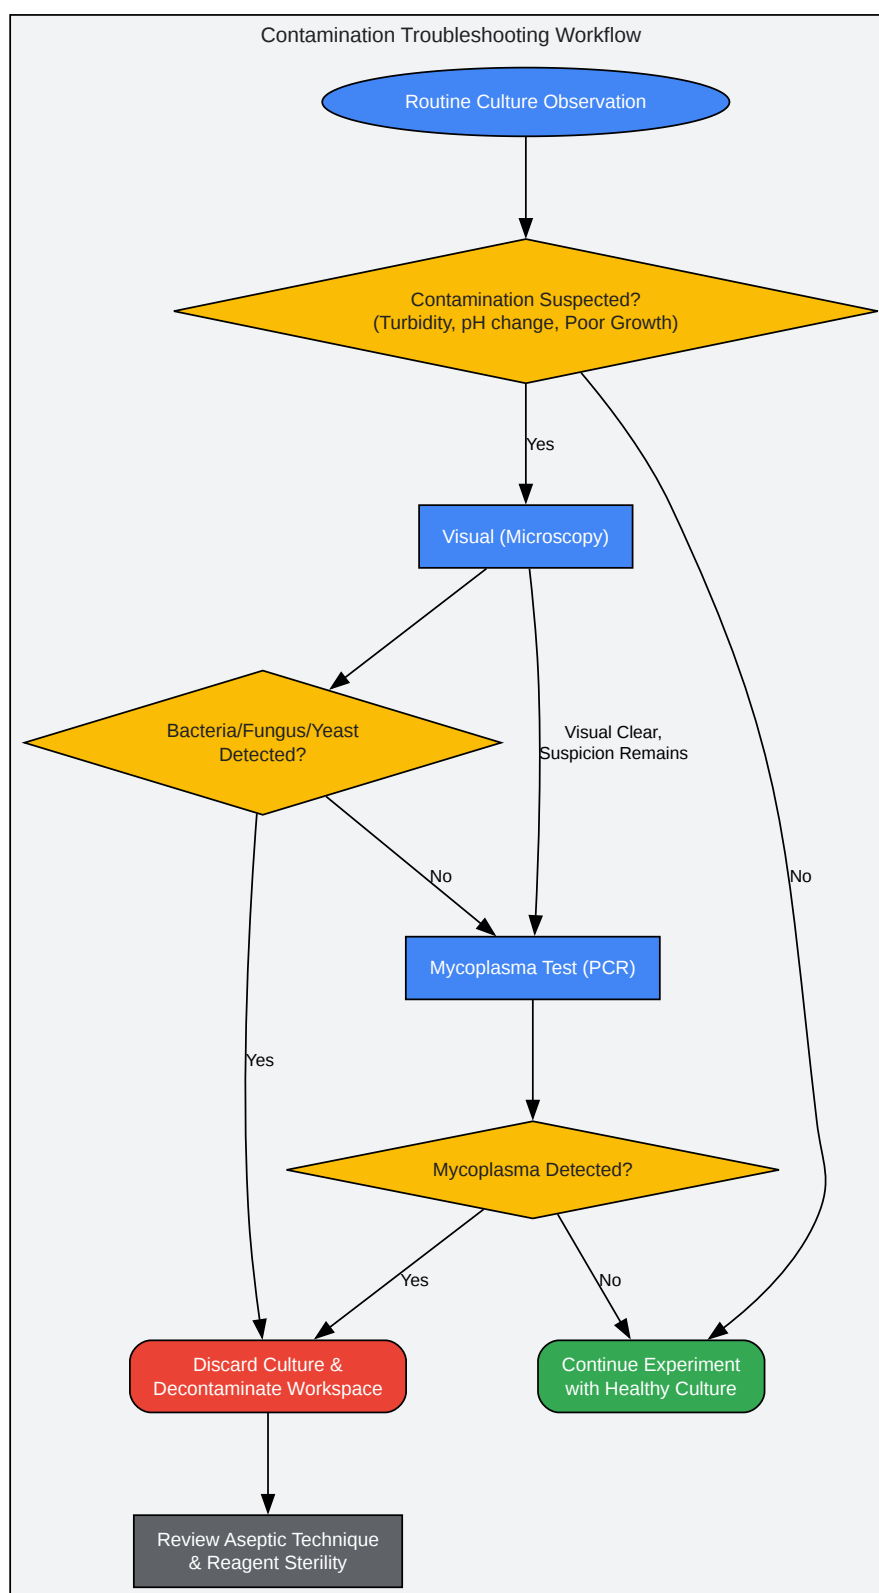 Contamination Troubleshooting Workflow
Routine Culture Observation
Contamination Suspected?
(Turbidity, pH change, Poor Growth)
Yes
Visual (Microscopy)
Bacteria/Fungus/Yeast
Detected?
Visual Clear,
Suspicion Remains
No
No
Mycoplasma Test (PCR)
Yes
Mycoplasma Detected?
Yes
No
Discard Culture &
Decontaminate Workspace
Continue Experiment
with Healthy Culture
Review Aseptic Technique
& Reagent Sterility